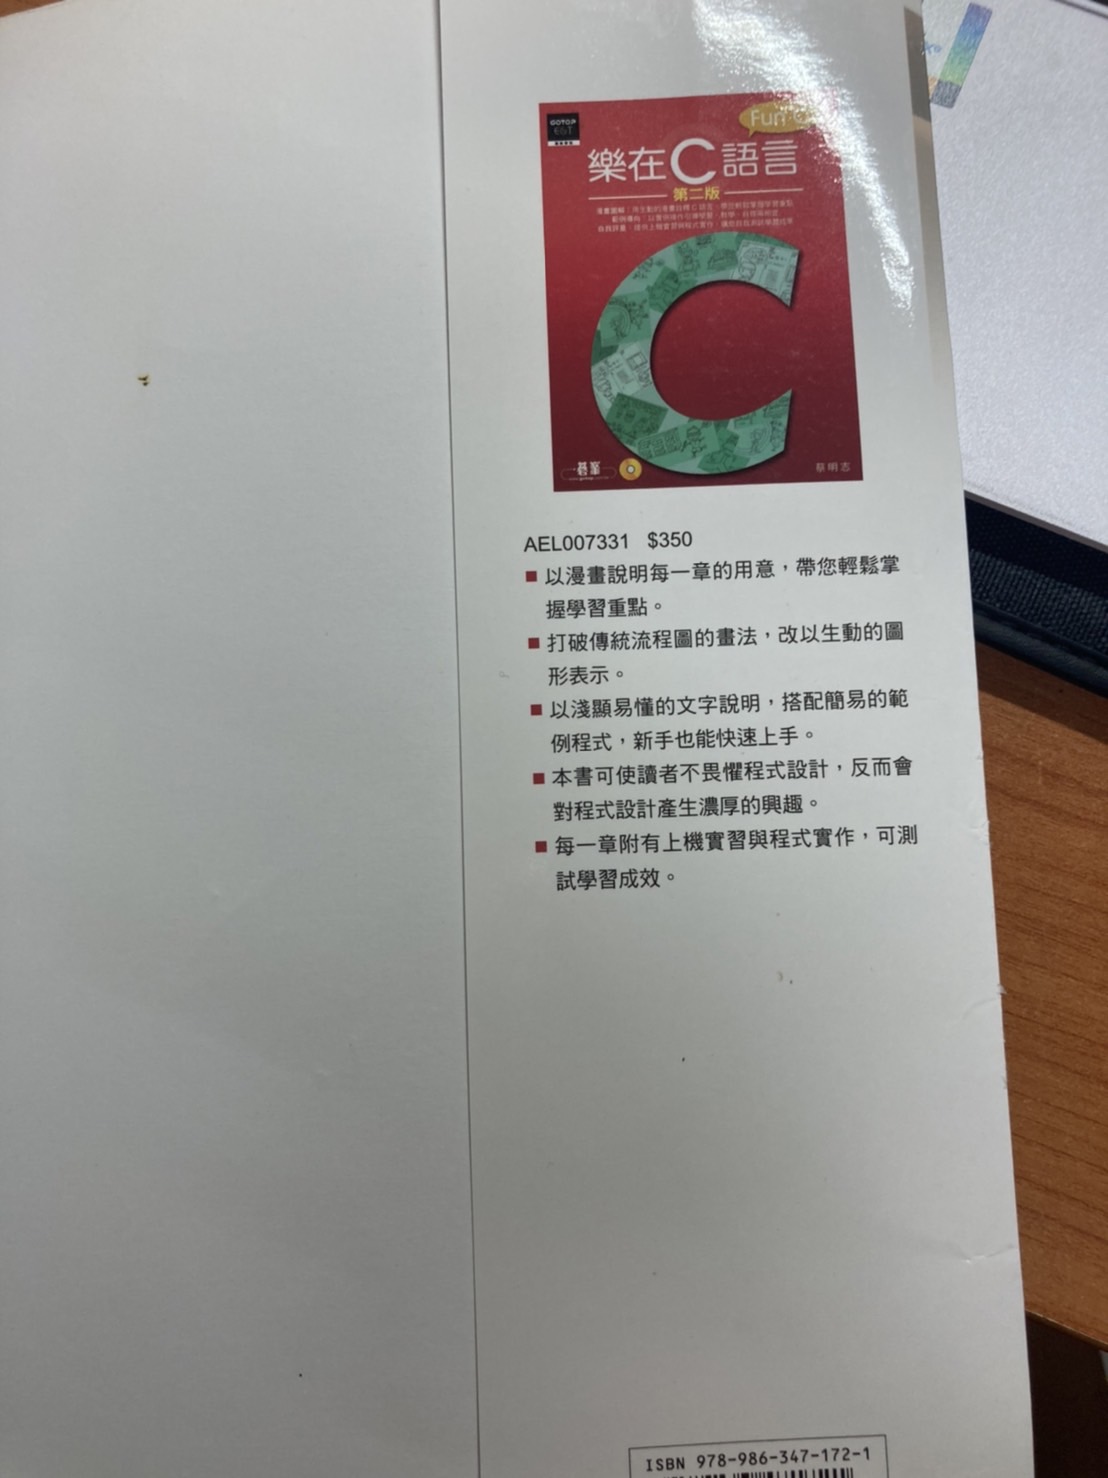 Fun C
GOTOP
樂在C語言
第二版
碁峯
蔡明志
AEL007331 $350
■ 以漫畫說明每一章的用意，帶您輕鬆掌
握學習重點。
■ 打破傳統流程圖的畫法，改以生動的圖
形表示。
■ 以淺顯易懂的文字說明，搭配簡易的範
例程式，新手也能快速上手。
■ 本書可使讀者不畏懼程式設計，反而會
對程式設計產生濃厚的興趣。
■ 每一章附有上機實習與程式實作，可測
試學習成效。
ISBN 978-986-347-172-1